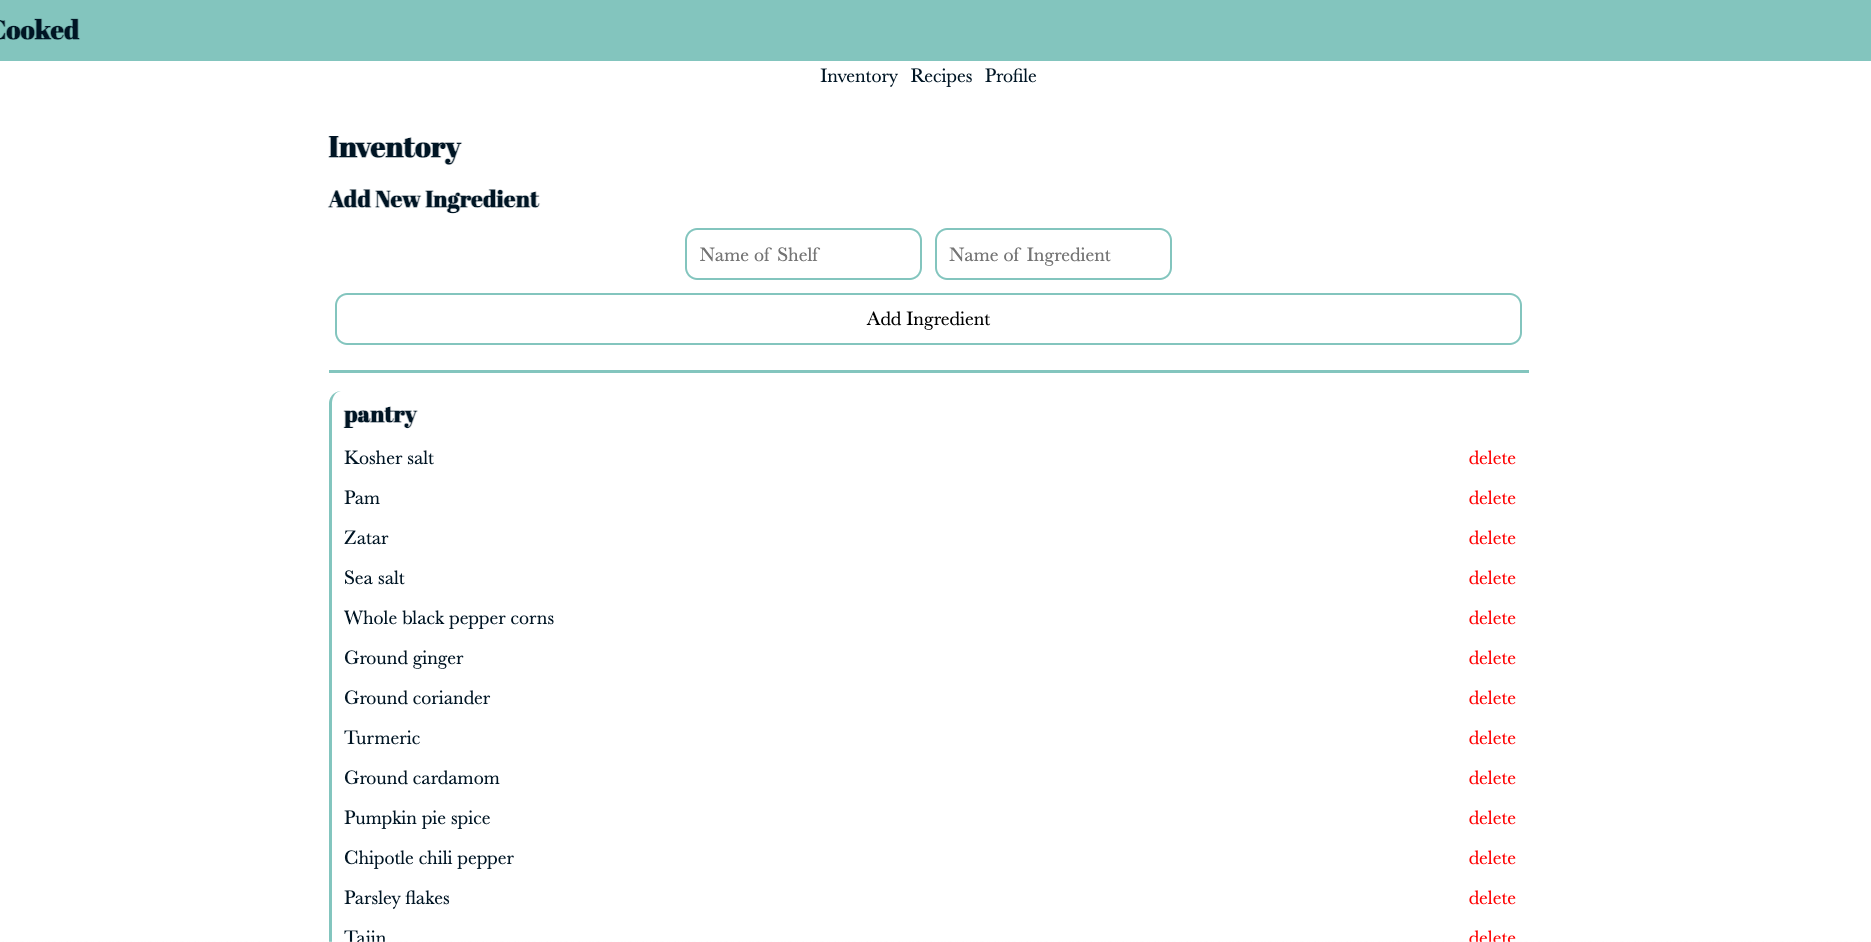 Cooked
Inventory Recipes Profile
Inventory
Add New Ingredient
Name of Shelf Name of Ingredient
Add Ingredient
pantry
Kosher salt delete
Pam delete
Zatar delete
Sea salt delete
Whole black pepper corns delete
Ground ginger delete
Ground coriander delete
Turmeric delete
Ground cardamom delete
Pumpkin pie spice delete
Chipotle chili pepper delete
Parsley flakes delete
Tajin delete